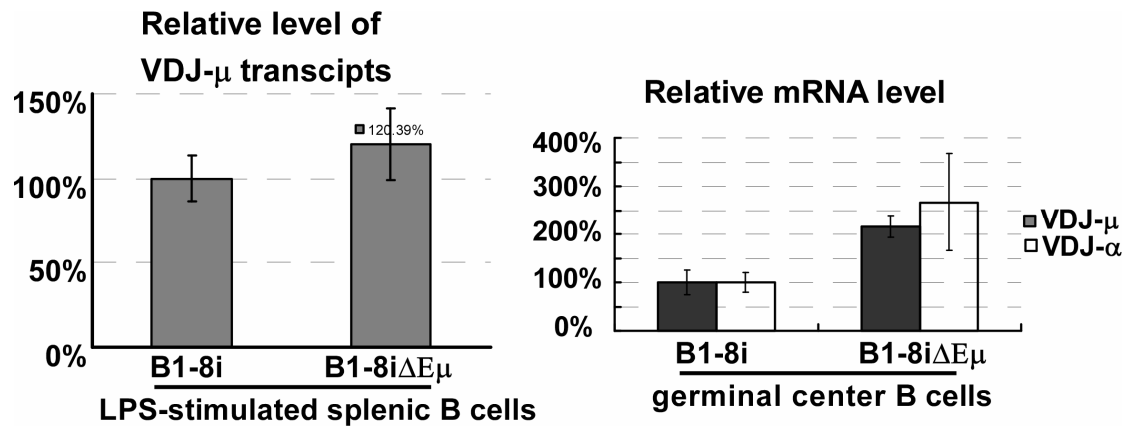 Relative level of
VDJ-μ transcipts
150%
100%
50%
0%
120.39%
B1-8i
B1-8iΔEμ
LPS-stimulated splenic B cells
Relative mRNA level
400%
300%
200%
100%
0%
VDJ-μ
VDJ-α
B1-8i
B1-8iΔEμ
germinal center B cells